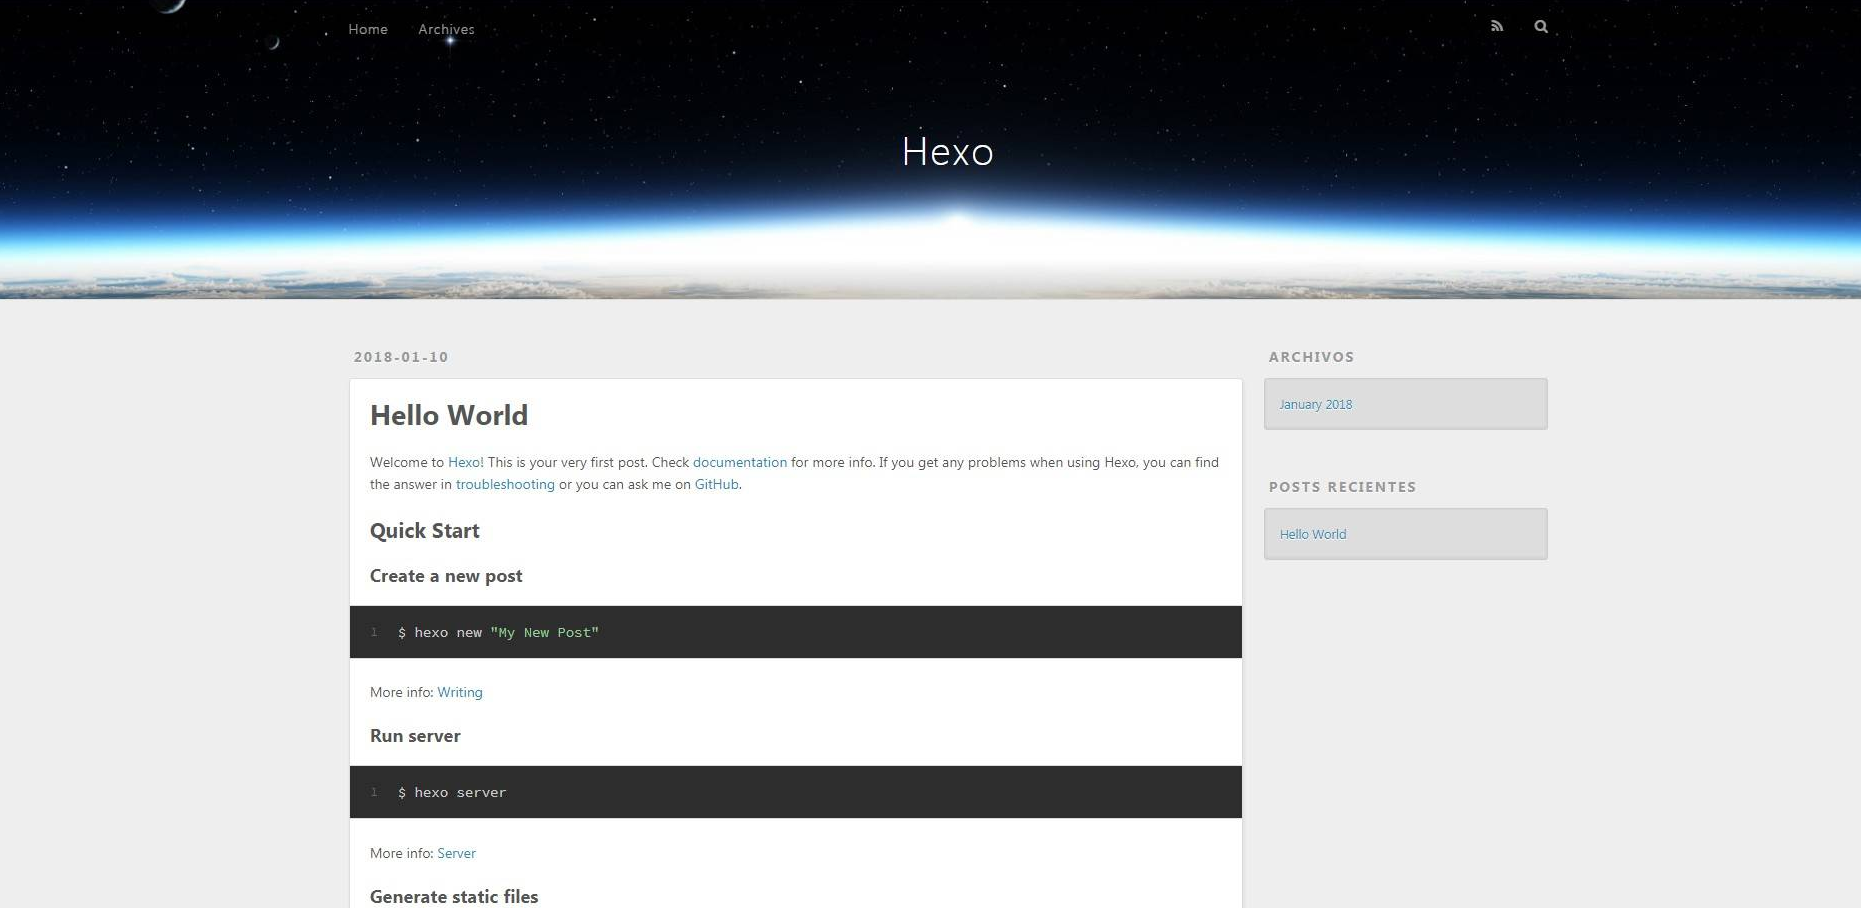 Home Archives
Hexo
2018-01-10
Hello World
Welcome to Hexo! This is your very first post. Check documentation for more info. If you get any problems when using Hexo, you can find
the answer in troubleshooting or you can ask me on GitHub.
Quick Start
Create a new post
1 $ hexo new "My New Post"
More info: Writing
Run server
1 $ hexo server
More info: Server
Generate static files
ARCHIVOS
January 2018
POSTS RECIENTES
Hello World